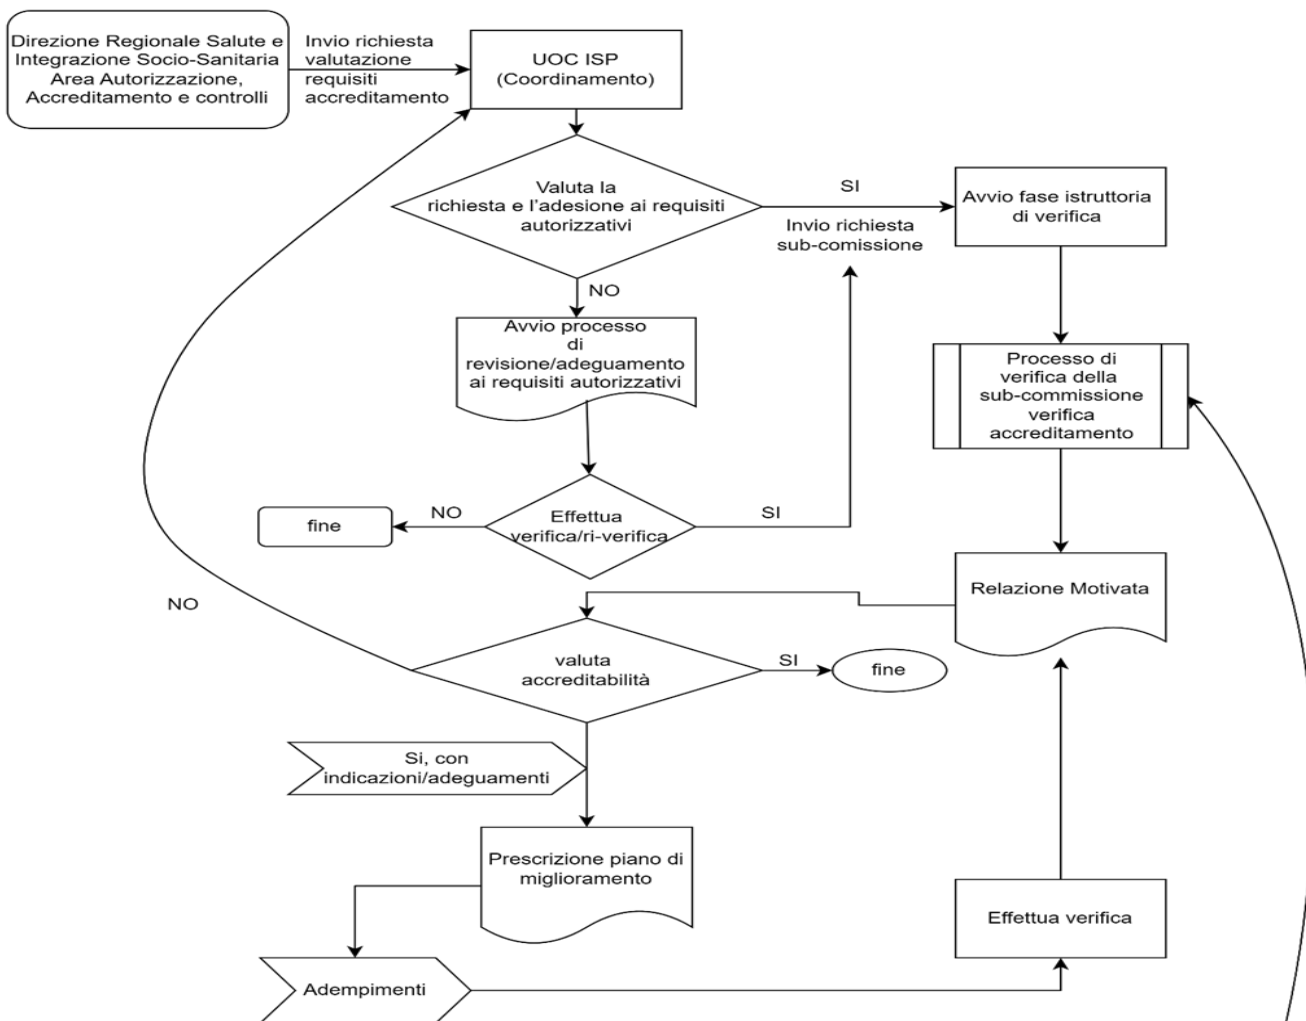 Direzione Regionale Salute e
Integrazione Socio-Sanitaria
Area Autorizzazione,
Accreditamento e controlli
Invio richiesta
valutazione
requisiti
accreditamento
UOC ISP
(Coordinamento)
Valuta la
richiesta e l'adesione ai requisiti
autorizzativi
SI
Invio richiesta
sub-comissione
Avvio fase istruttoria
di verifica
NO
Avvio processo
di
revisione/adeguamento
ai requisiti autorizzativi
Processo di
verifica della
sub-commissione
verifica
accreditamento
fine
NO
Effettua
verifica/ri-verifica
SI
Relazione Motivata
NO
valuta
accreditabilità
SI
fine
Si, con
indicazioni/adeguamenti
Prescrizione piano di
miglioramento
Effettua verifica
Adempimenti